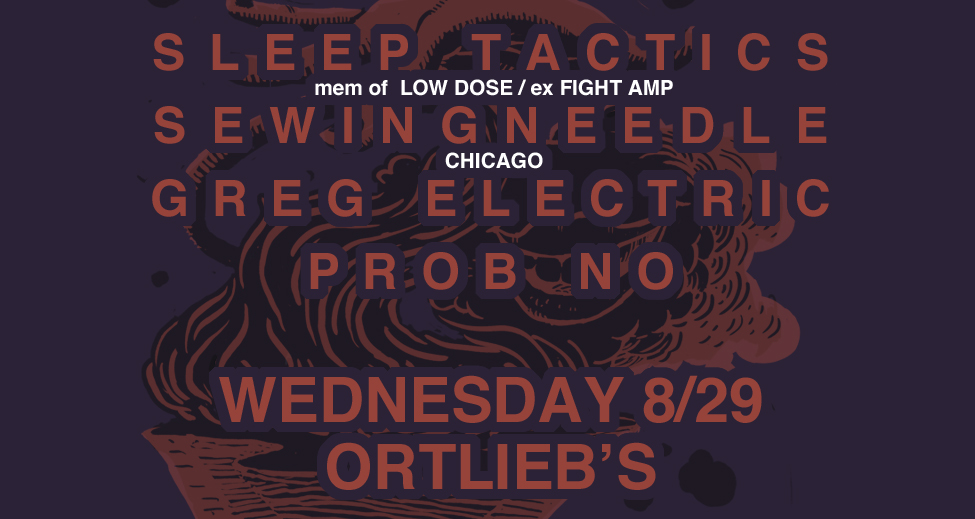 SLEEP TACTICS
mem of LOW DOSE / ex FIGHT AMP
SEWINGNEEDLE
CHICAGO
GREG ELECTRIC
PROB NO
WEDNESDAY 8/29
ORTLIEB'S